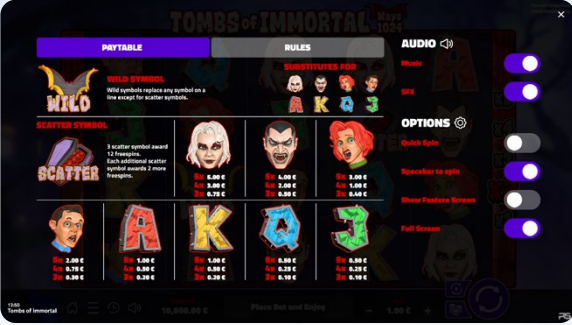 TOMBS OF IMMORTAL
Ways
1024
PAYTABLE
RULES
WILD
WILD SYMBOL
Wild symbols replace any symbol on a
line except for scatter symbols.
SUBSTITUTES FOR
A K Q J
SCATTER SYMBOL
SCATTER
3 scatter symbol award
12 freespins.
Each additional scatter
symbol awards 2 more
freespins.
5x 5.00 €
4x 3.00 €
3x 0.75 €
5x 4.00 €
4x 2.00 €
3x 0.50 €
5x 3.00 €
4x 1.00 €
3x 0.40 €
5x 2.00 €
4x 0.75 €
3x 0.30 €
A
5x 1.00 €
4x 0.50 €
3x 0.20 €
K
5x 1.00 €
4x 0.50 €
3x 0.20 €
Q
5x 0.50 €
4x 0.25 €
3x 0.10 €
J
5x 0.50 €
4x 0.25 €
3x 0.10 €
AUDIO
Music
SFX
OPTIONS
Quick Spin
Spacebar to spin
Show Feature Screen
Full Screen
13:50
Tombs of Immortal
10,000.00 €
Place Bet and Enjoy
1.00 €